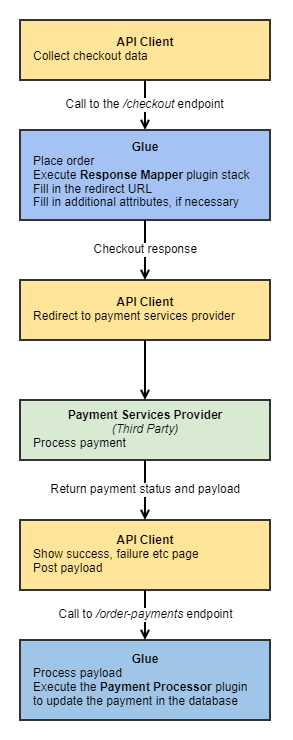 API Client
Collect checkout data
Call to the /checkout endpoint
Glue
Place order
Execute Response Mapper plugin stack
Fill in the redirect URL
Fill in additional attributes, if necessary
Checkout response
API Client
Redirect to payment services provider
Payment Services Provider
(Third Party)
Process payment
Return payment status and payload
API Client
Show success, failure etc page
Post payload
Call to /order-payments endpoint
Glue
Process payload
Execute the Payment Processor plugin
to update the payment in the database